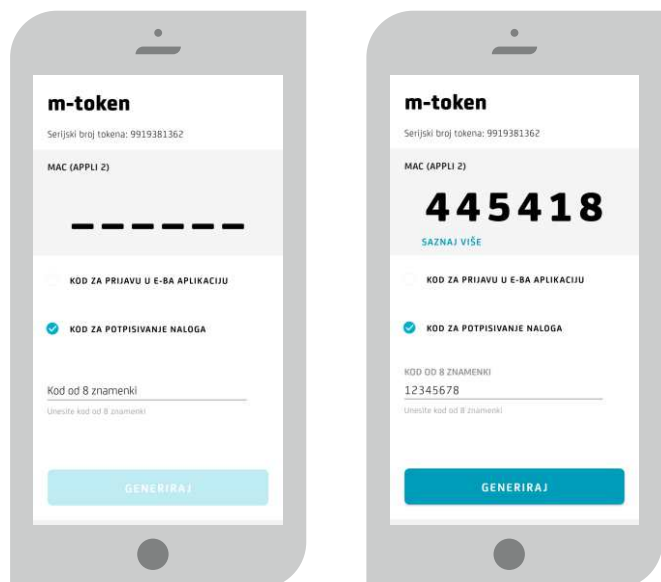 m-token
Serijski broj tokena: 9919381362
MAC (APPLI 2)
KOD ZA PRIJAVU U E-BA APLIKACIJU
KOD ZA POTPISIVANJE NALOGA
Kod od 8 znamenki
Unesite kod od 8 znamenki
GENERIRAJ
m-token
Serijski broj tokena: 9919381362
MAC (APPLI 2)
445418
SAZNAJ VIŠE
KOD ZA PRIJAVU U E-BA APLIKACIJU
KOD ZA POTPISIVANJE NALOGA
KOD OD 8 ZNAMENKI
12345678
Unesite kod od 8 znamenki
GENERIRAJ